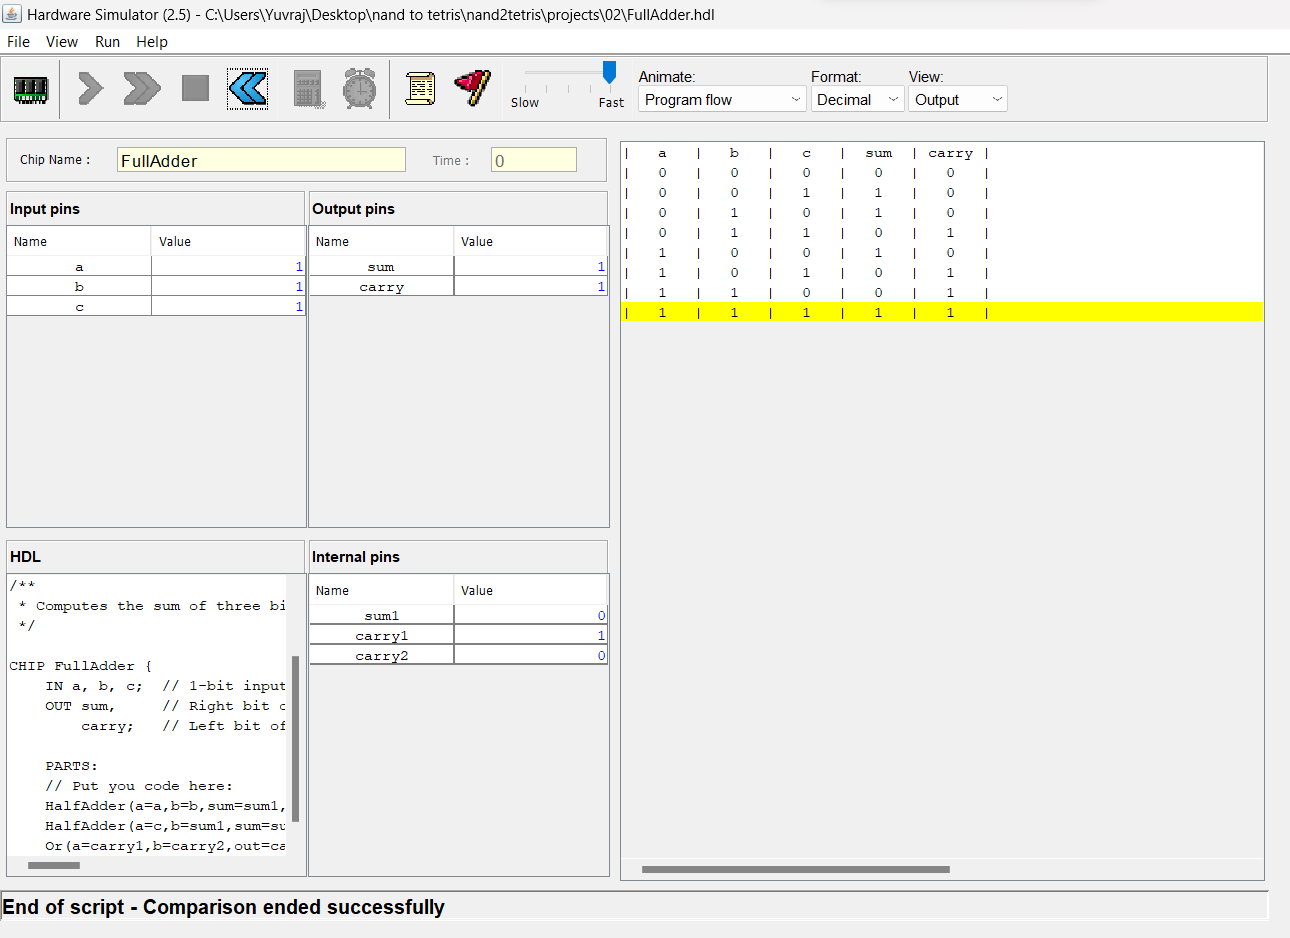 Hardware Simulator (2.5) - C:\Users\Yuvraj\Desktop\nand to tetris\nand2tetris\projects\02\FullAdder.hdl
File View Run Help
Slow Fast
Animate: Format: View:
Program flow Decimal Output
Chip Name : FullAdder Time : 0
Input pins
Name Value
a 1
b 1
c 1
Output pins
Name Value
sum 1
carry 1
HDL
/**
* Computes the sum of three bi
*/
CHIP FullAdder {
IN a, b, c; // 1-bit input
OUT sum, // Right bit o
carry; // Left bit of
PARTS:
// Put you code here:
HalfAdder(a=a,b=b,sum=sum1,
HalfAdder(a=c,b=sum1,sum=su
Or(a=carry1,b=carry2,out=ca
Internal pins
Name Value
sum1 0
carry1 1
carry2 0
| a | b | c | sum | carry |
| 0 | 0 | 0 | 0 | 0 |
| 0 | 0 | 1 | 1 | 0 |
| 0 | 1 | 0 | 1 | 0 |
| 0 | 1 | 1 | 0 | 1 |
| 1 | 0 | 0 | 1 | 0 |
| 1 | 0 | 1 | 0 | 1 |
| 1 | 1 | 0 | 0 | 1 |
| 1 | 1 | 1 | 1 | 1 |
End of script - Comparison ended successfully